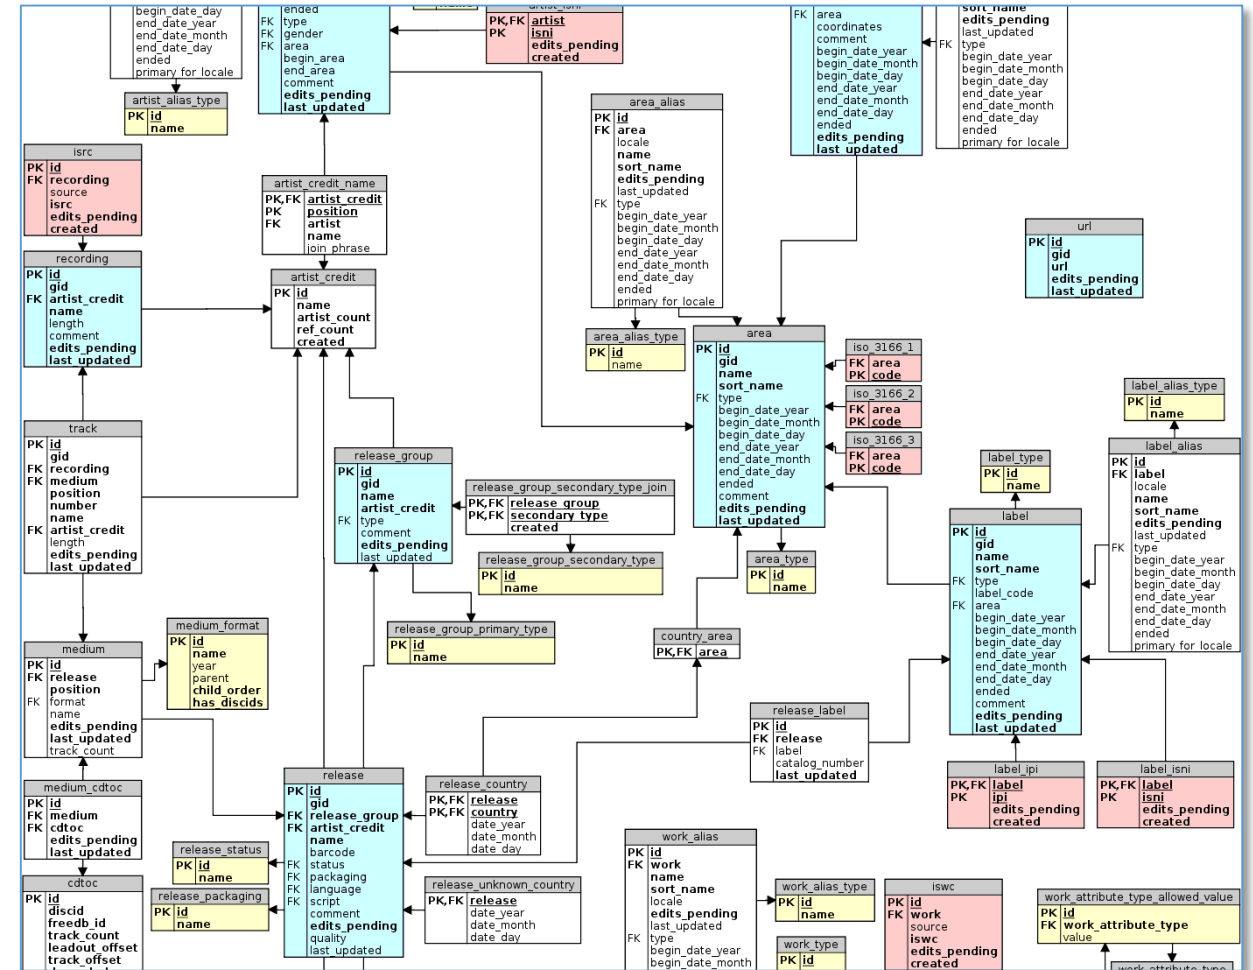 begin_date_day
end_date_year
end_date_month
end_date_day
ended
primary_for_locale
artist_alias_type
PK id
name
ended
FK type
FK gender
FK area
begin_area
end_area
comment
edits_pending
last_updated
artist_isni
PK,FK artist
PK isni
edits_pending
created
FK area
coordinates
comment
begin_date_year
begin_date_month
begin_date_day
end_date_year
end_date_month
end_date_day
ended
edits_pending
last_updated
sort_name
edits_pending
last_updated
FK type
begin_date_year
begin_date_month
begin_date_day
end_date_year
end_date_month
end_date_day
ended
primary_for_locale
isrc
PK id
FK recording
source
isrc
edits_pending
created
artist_credit_name
PK,FK artist_credit
PK position
FK artist
name
join_phrase
area_alias
PK id
FK area
locale
name
sort_name
edits_pending
last_updated
FK type
begin_date_year
begin_date_month
begin_date_day
end_date_year
end_date_month
end_date_day
ended
primary_for_locale
url
PK id
gid
url
edits_pending
last_updated
recording
PK id
gid
FK artist_credit
name
length
comment
edits_pending
last_updated
artist_credit
PK id
name
artist_count
ref_count
created
area_alias_type
PK id
name
area
PK id
gid
name
sort_name
FK type
begin_date_year
begin_date_month
begin_date_day
end_date_year
end_date_month
end_date_day
ended
comment
edits_pending
last_updated
iso_3166_1
FK area
PK code
iso_3166_2
FK area
PK code
iso_3166_3
FK area
PK code
label_alias_type
PK id
name
track
PK id
gid
FK recording
FK medium
position
number
name
FK artist_credit
length
edits_pending
last_updated
release_group
PK id
gid
name
artist_credit
FK type
comment
edits_pending
last_updated
release_group_secondary_type_join
PK,FK release_group
PK,FK secondary_type
created
release_group_secondary_type
PK id
name
area_type
PK id
name
label_type
PK id
name
label_alias
PK id
FK label
locale
name
sort_name
edits_pending
last_updated
FK type
begin_date_year
begin_date_month
begin_date_day
end_date_year
end_date_month
end_date_day
ended
primary_for_locale
label
PK id
gid
name
sort_name
FK type
label_code
FK area
begin_date_year
begin_date_month
begin_date_day
end_date_year
end_date_month
end_date_day
ended
comment
edits_pending
last_updated
medium_format
PK id
name
year
parent
child_order
has_discids
release_group_primary_type
PK id
name
country_area
PK,FK area
medium
PK id
FK release
position
FK format
name
edits_pending
last_updated
track_count
release_label
PK id
FK release
FK label
catalog_number
last_updated
medium_cdtoc
PK id
FK medium
FK cdtoc
edits_pending
last_updated
release
PK id
gid
FK release_group
FK artist_credit
name
barcode
FK status
FK packaging
FK language
FK script
comment
edits_pending
quality
last_updated
release_country
PK,FK release
PK,FK country
date_year
date_month
date_day
label_ipi
PK,FK label
PK ipi
edits_pending
created
label_isni
PK,FK label
PK isni
edits_pending
created
release_status
PK id
name
release_packaging
PK id
name
release_unknown_country
PK,FK release
date_year
date_month
date_day
cdtoc
PK id
discid
freedb_id
track_count
leadout_offset
track_offset
work_alias
PK id
FK work
name
sort_name
locale
edits_pending
last_updated
FK type
begin_date_year
begin_date_month
work_alias_type
PK id
name
work_type
PK id
iswc
PK id
FK work
source
iswc
edits_pending
created
work_attribute_type_allowed_value
PK id
FK work_attribute_type
value
work_attribute_type